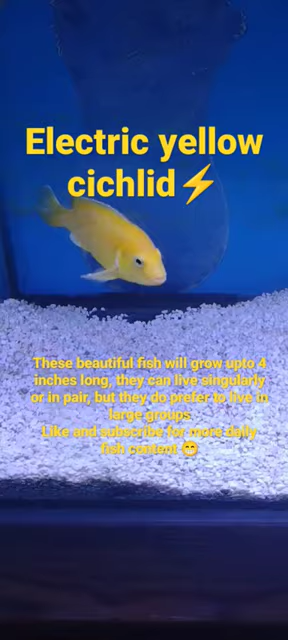 Electric yellow
cichlid⚡
These beautiful fish will grow upto 4
inches long, they can live singularly
or in pair, but they do prefer to live in
large groups
Like and subscribe for more daily
fish content 😁